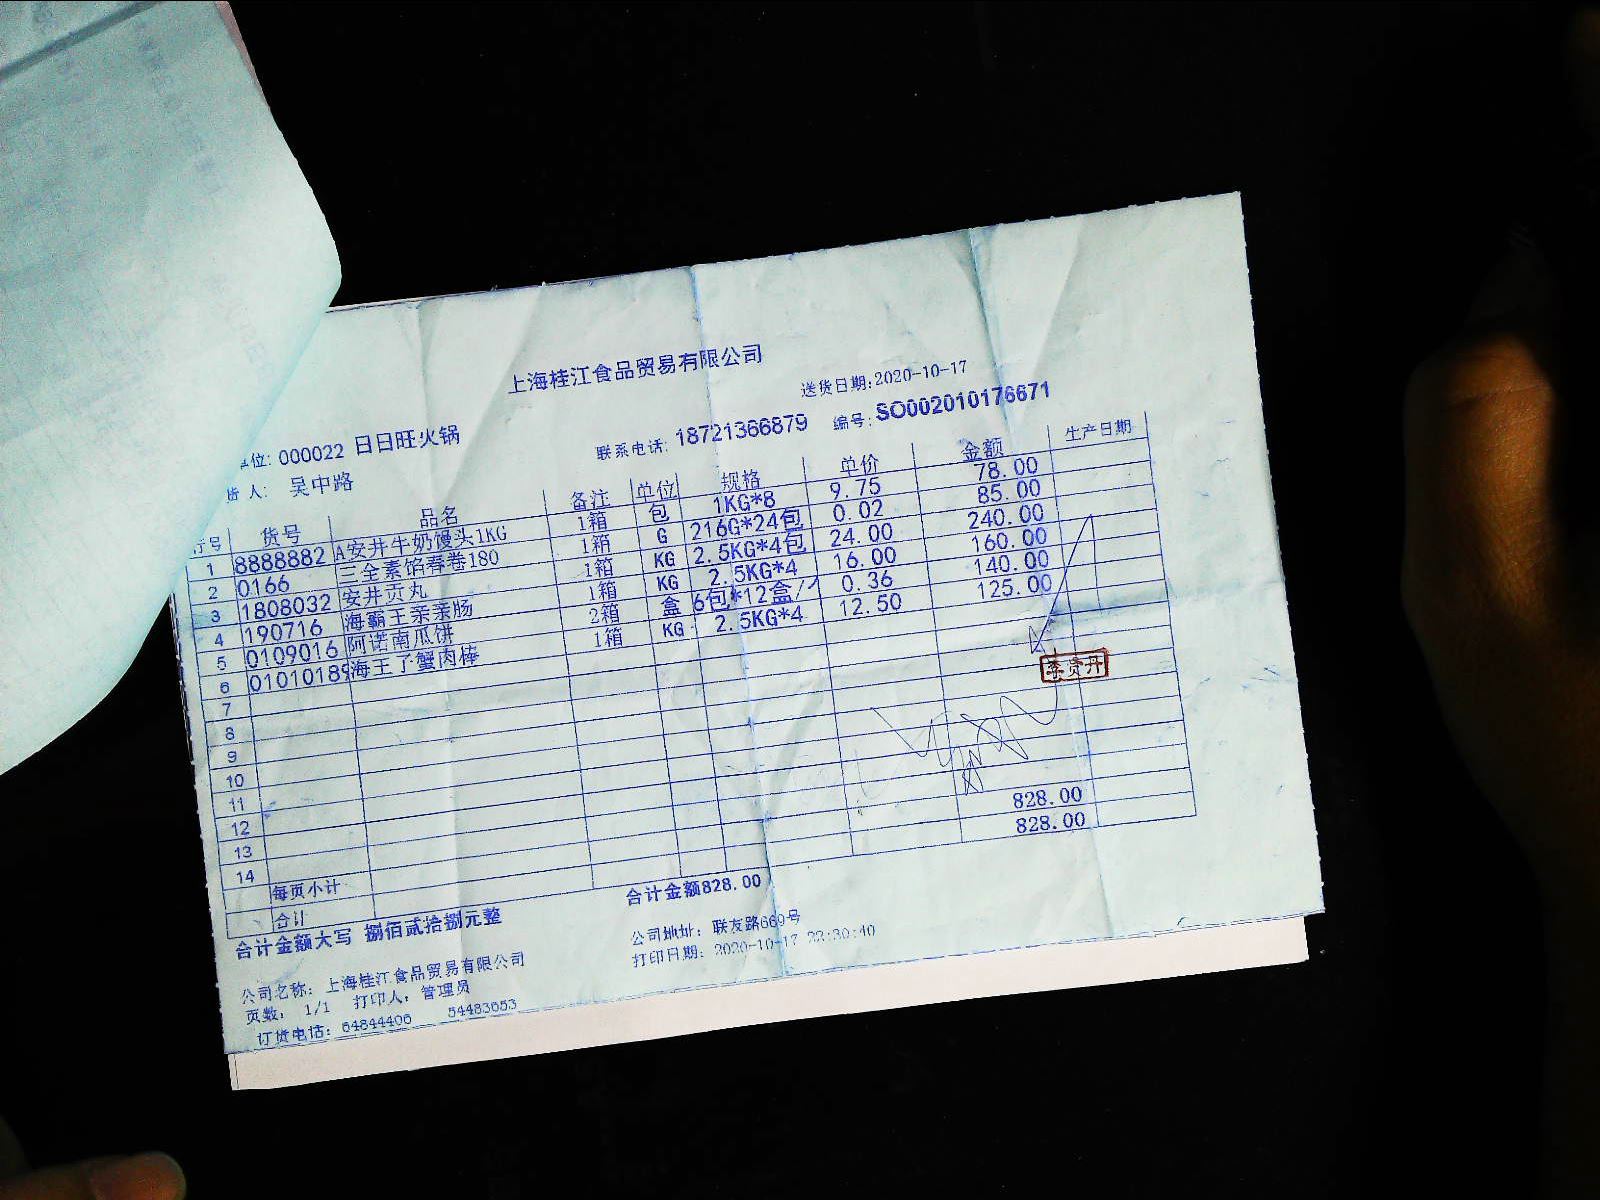 上海桂江食品贸易有限公司
送货日期:2020-10-17
位: 000022 日日旺火锅 联系电话: 18721366879 编号: SO002010176671
货人: 吴中路
行号 货号 品名 备注 单位 规格 单价 金额 生产日期
1 8888882 A安井牛奶馒头1KG 1箱 包 1KG*8 9.75 78.00
2 0166 三全素馅春卷180 1箱 G 216G*24包 0.02 85.00
3 1808032 安井贡丸 1箱 KG 2.5KG*4包 24.00 240.00
4 190716 海霸王亲亲肠 1箱 KG 2.5KG*4 16.00 160.00
5 0109016 阿诺南瓜饼 2箱 盒 6包*12盒/ 0.36 140.00
6 0101018 海王了蟹肉棒 1箱 KG 2.5KG*4 12.50 125.00
7
8
9
10
11
12
13
14
每页小计 828.00
合计 828.00
李贤丹
合计金额大写 捌佰贰拾捌元整 合计金额828.00
公司名称: 上海桂江食品贸易有限公司 公司地址: 联友路669号
页数: 1/1 打印人: 管理员 打印日期: 2020-10-17 22:30:40
订货电话: 64844406 54483653